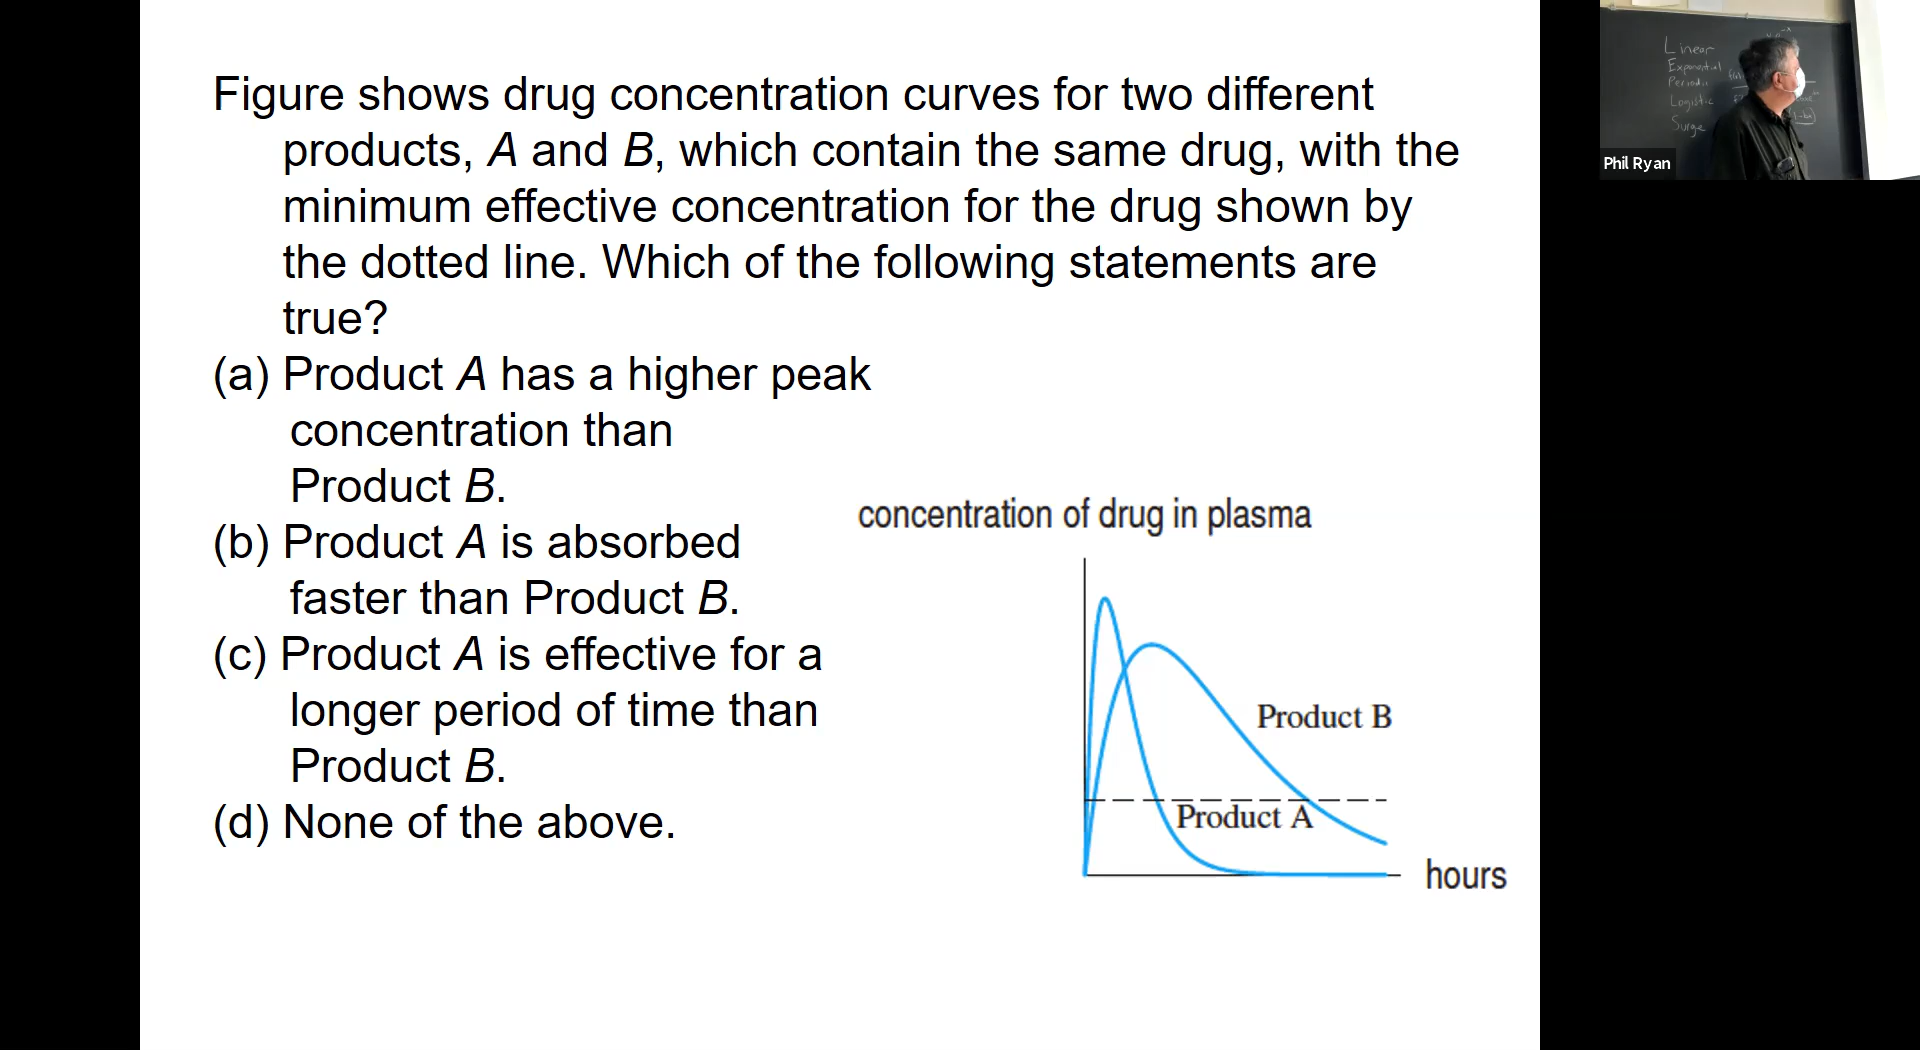 Figure shows drug concentration curves for two different
products, A and B, which contain the same drug, with the
minimum effective concentration for the drug shown by
the dotted line. Which of the following statements are
true?
(a) Product A has a higher peak
concentration than
Product B.
(b) Product A is absorbed
faster than Product B.
(c) Product A is effective for a
longer period of time than
Product B.
(d) None of the above.
concentration of drug in plasma
Product B
Product A
hours
Linear
Exponential
Periodic
Logistic
Surge
Phil Ryan